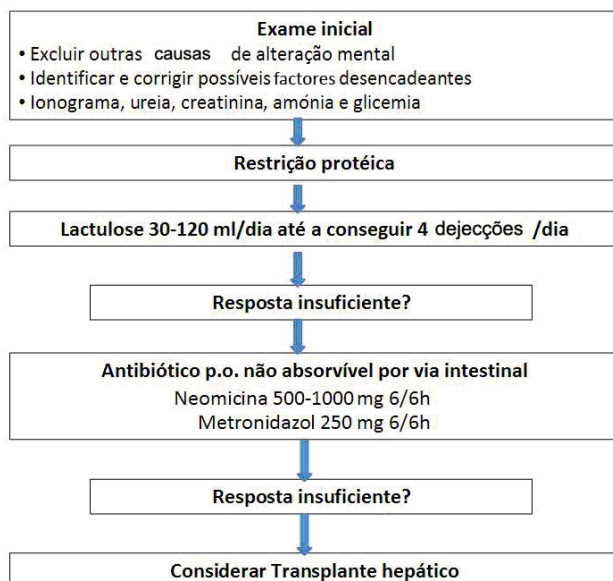 Exame inicial
• Excluir outras causas de alteração mental
• Identificar e corrigir possíveis factores desencadeantes
• Ionograma, ureia, creatinina, amónia e glicemia
Restrição protéica
Lactulose 30-120 ml/dia até a conseguir 4 dejecções /dia
Resposta insuficiente?
Antibiótico p.o. não absorvível por via intestinal
Neomicina 500-1000 mg 6/6h
Metronidazol 250 mg 6/6h
Resposta insuficiente?
Considerar Transplante hepático